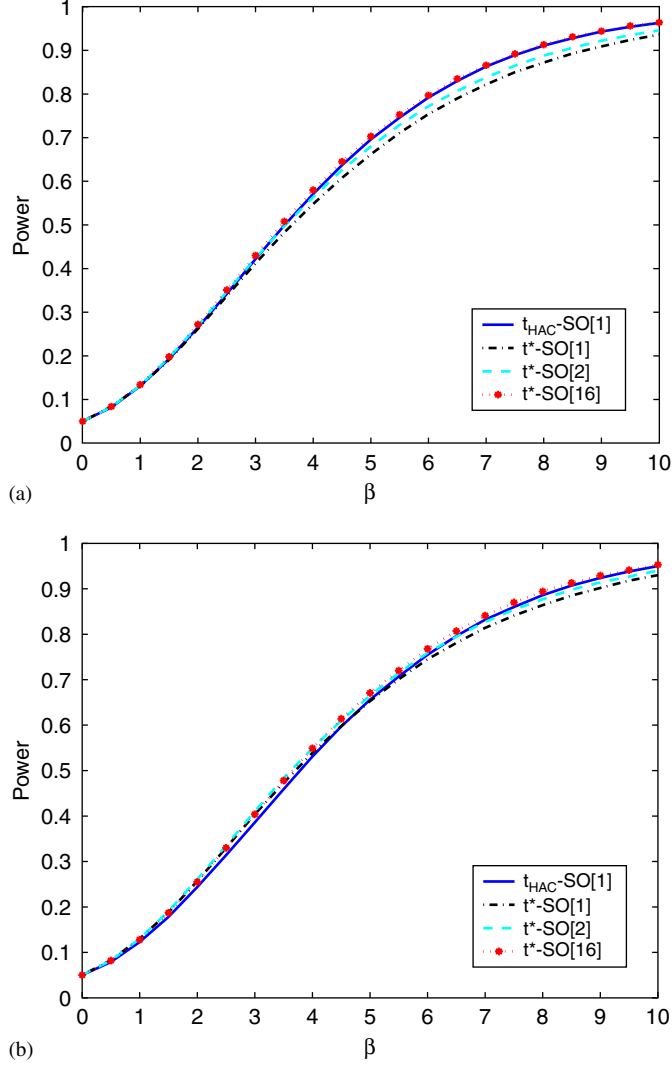 1
0.9
0.8
0.7
0.6
0.5
0.4
0.3
0.2
0.1
0
Power
t_HAC-SO[1]
t*-SO[1]
t*-SO[2]
t*-SO[16]
0 1 2 3 4 5 6 7 8 9 10
(a)
β
1
0.9
0.8
0.7
0.6
0.5
0.4
0.3
0.2
0.1
0
Power
t_HAC-SO[1]
t*-SO[1]
t*-SO[2]
t*-SO[16]
0 1 2 3 4 5 6 7 8 9 10
(b)
β